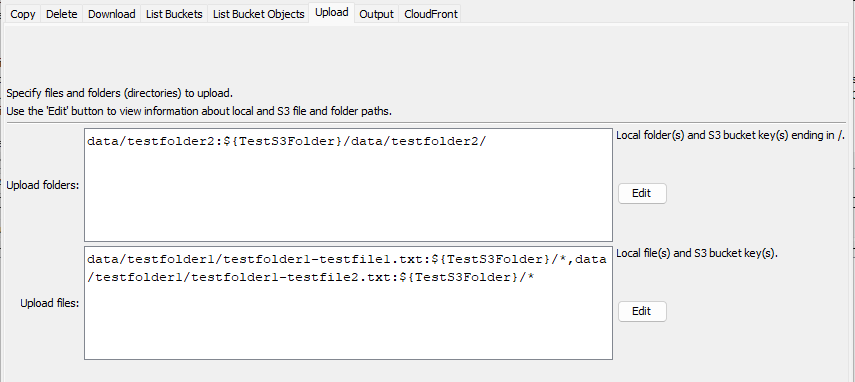 Copy Delete Download List Buckets List Bucket Objects Upload Output CloudFront
Specify files and folders (directories) to upload.
Use the 'Edit' button to view information about local and S3 file and folder paths.
Upload folders:
data/testfolder2:${TestS3Folder}/data/testfolder2/
Local folder(s) and S3 bucket key(s) ending in /.
Edit
Upload files:
data/testfolder1/testfolder1-testfile1.txt:${TestS3Folder}/*,data
/testfolder1/testfolder1-testfile2.txt:${TestS3Folder}/*
Local file(s) and S3 bucket key(s).
Edit